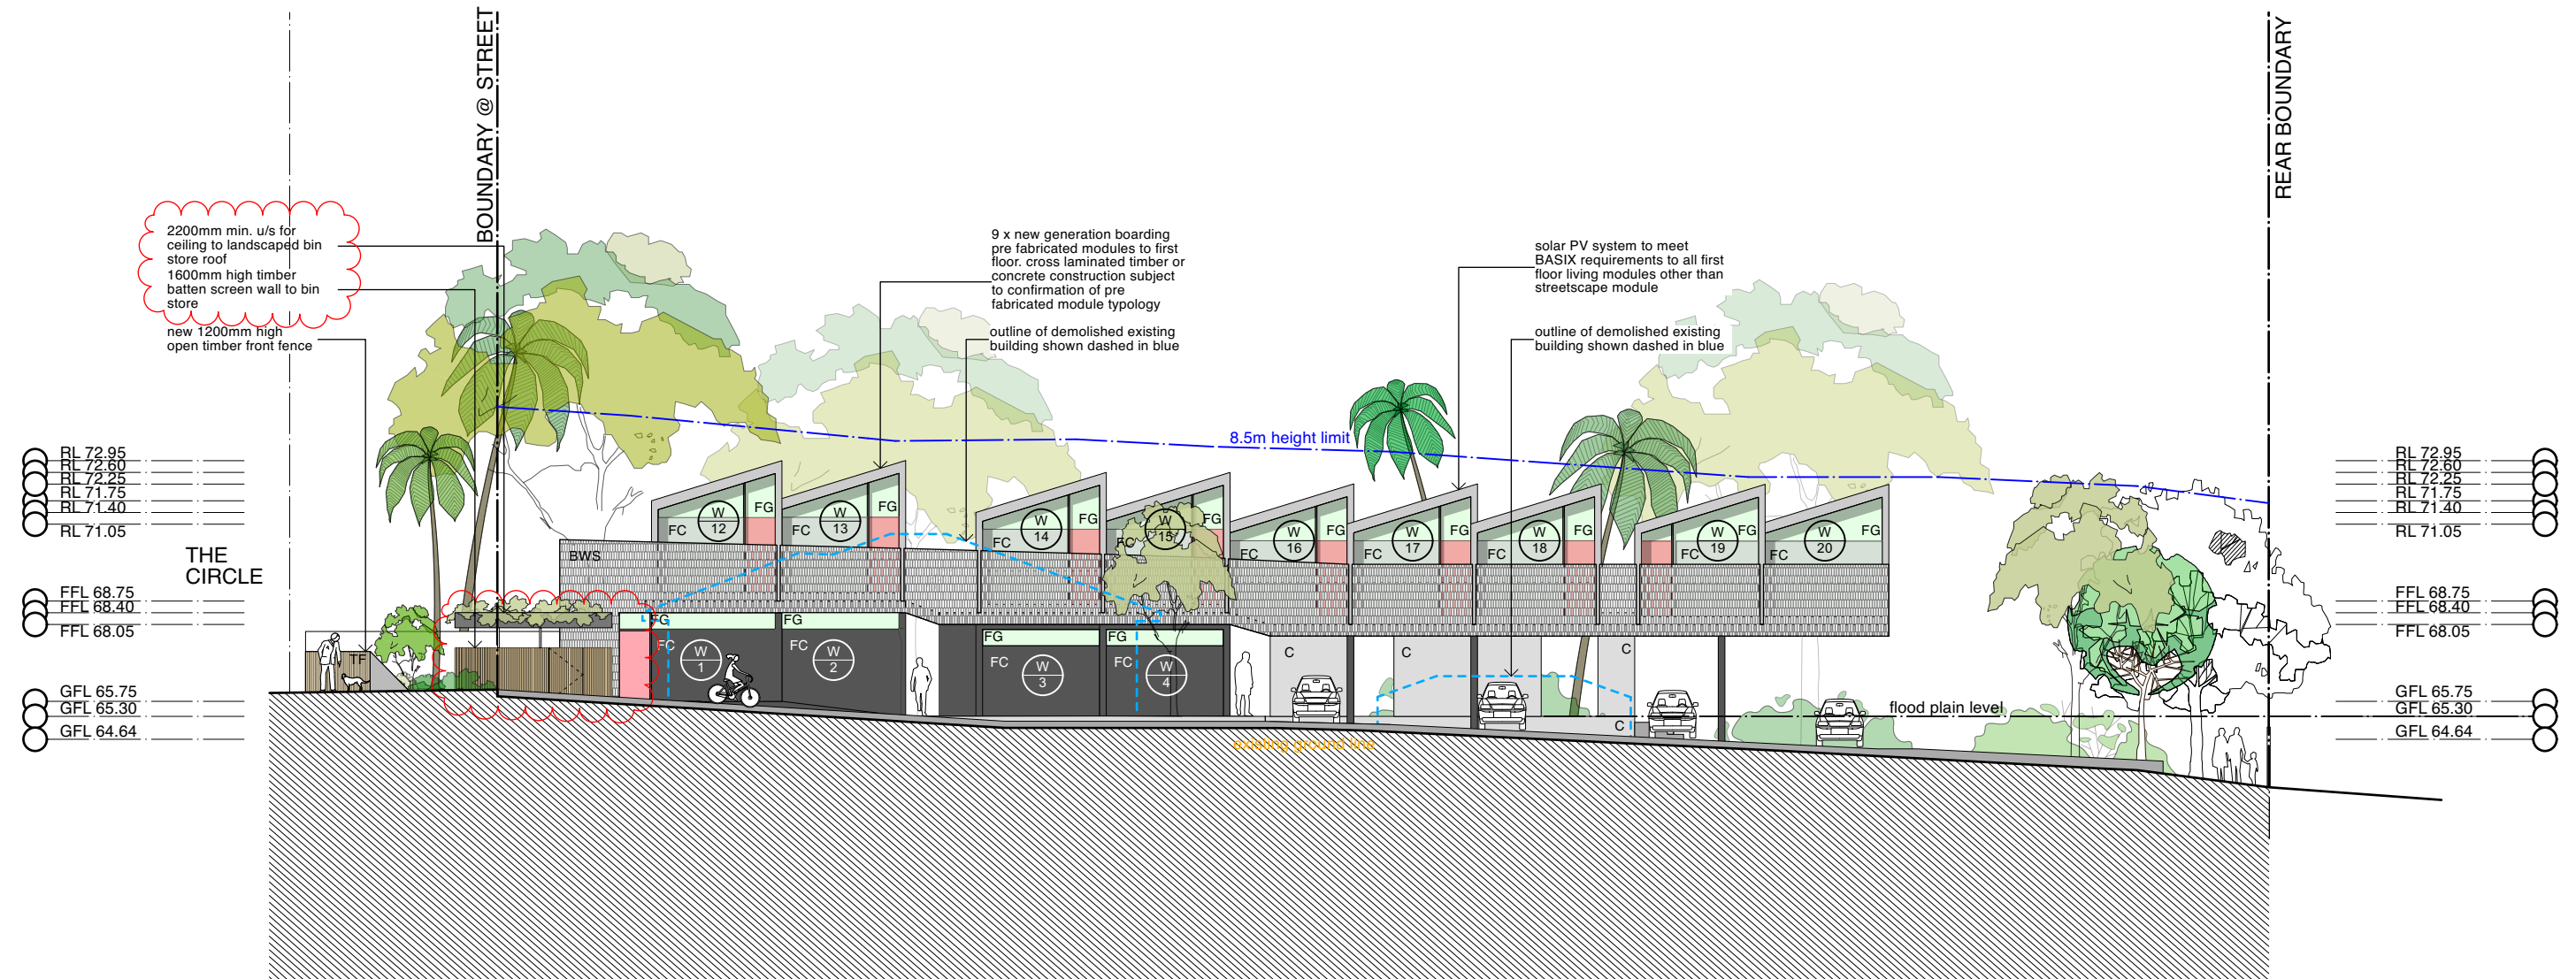 BOUNDARY @ STREET
REAR BOUNDARY
2200mm min. u/s for
ceiling to landscaped bin
store roof
1600mm high timber
batten screen wall to bin
store
new 1200mm high
open timber front fence
9 x new generation boarding
pre fabricated modules to first
floor. cross laminated timber or
concrete construction subject
to confirmation of pre
fabricated module typology
outline of demolished existing
building shown dashed in blue
solar PV system to meet
BASIX requirements to all first
floor living modules other than
streetscape module
outline of demolished existing
building shown dashed in blue
8.5m height limit
RL 72.95
RL 72.60
RL 72.25
RL 71.75
RL 71.40
RL 71.05
THE
CIRCLE
FFL 68.75
FFL 68.40
FFL 68.05
GFL 65.75
GFL 65.30
GFL 64.64
RL 72.95
RL 72.60
RL 72.25
RL 71.75
RL 71.40
RL 71.05
FFL 68.75
FFL 68.40
FFL 68.05
GFL 65.75
GFL 65.30
GFL 64.64
FC
W
12
FG
FC
W
13
FG
FC
W
14
FG
FC
W
15
FG
FC
W
16
FG
FC
W
17
FG
FC
W
18
FG
FC
W
19
FG
FC
W
20
BWS
TF
FG
FC
W
1
FG
FC
W
2
FG
FC
W
3
FG
FC
W
4
C
C
C
C
flood plain level
existing ground line